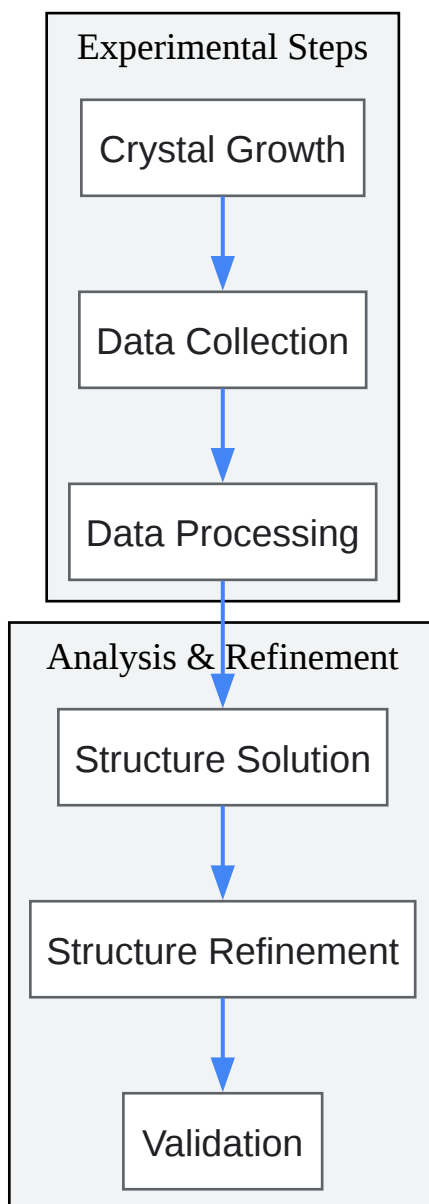 Experimental Steps
Crystal Growth
Data Collection
Data Processing
Analysis & Refinement
Structure Solution
Structure Refinement
Validation